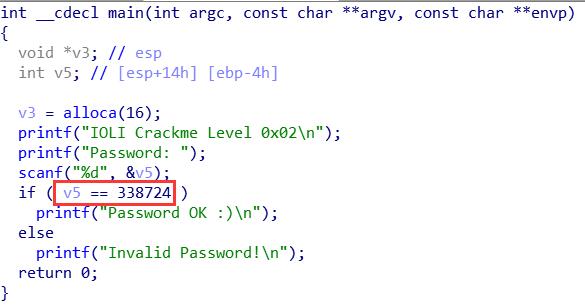 int __cdecl main(int argc, const char **argv, const char **envp)
{
void *v3; // esp
int v5; // [esp+14h] [ebp-4h]
v3 = alloca(16);
printf("IOLI Crackme Level 0x02\n");
printf("Password: ");
scanf("%d", &v5);
if ( v5 == 338724 )
printf("Password OK :)\n");
else
printf("Invalid Password!\n");
return 0;
}